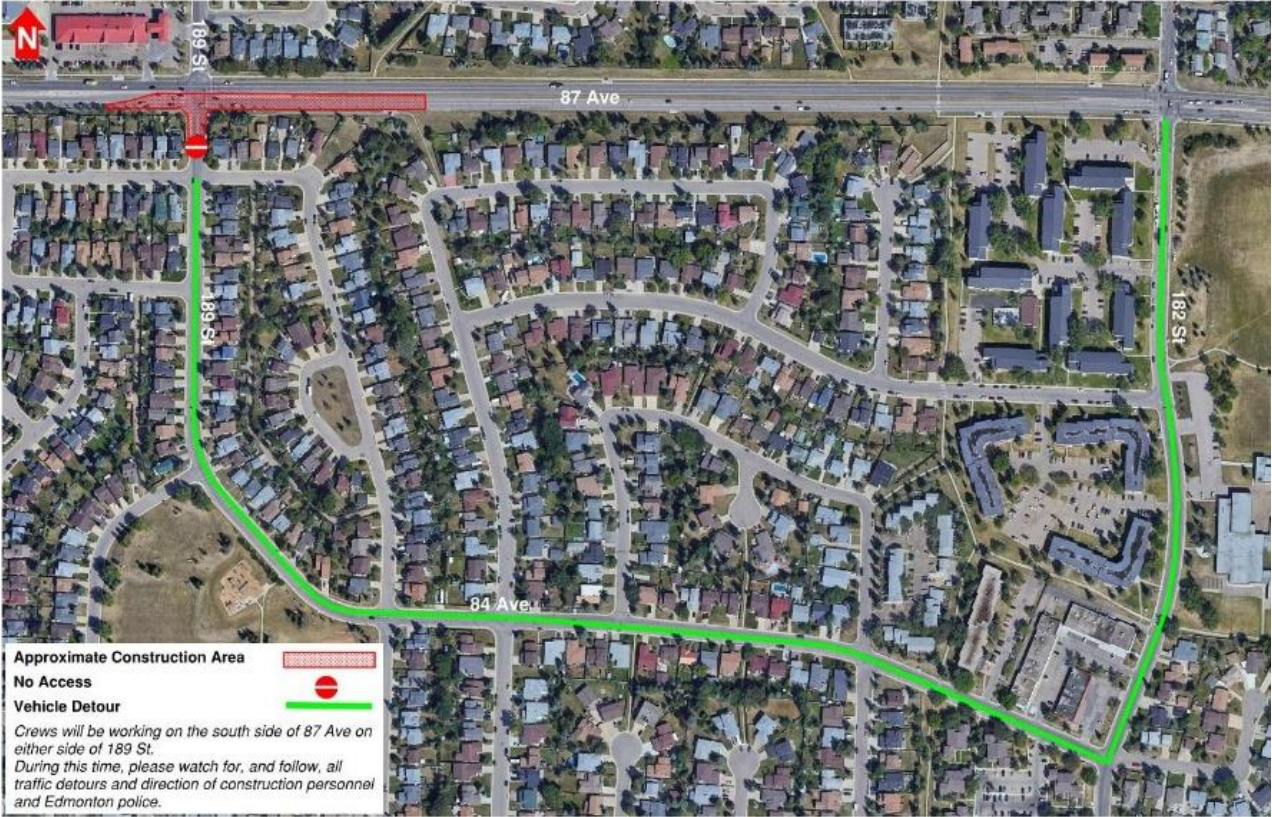 N
189 St
87 Ave
189 St
182 St
84 Ave
Approximate Construction Area
No Access
Vehicle Detour
Crews will be working on the south side of 87 Ave on
either side of 189 St.
During this time, please watch for, and follow, all
traffic detours and direction of construction personnel
and Edmonton police.